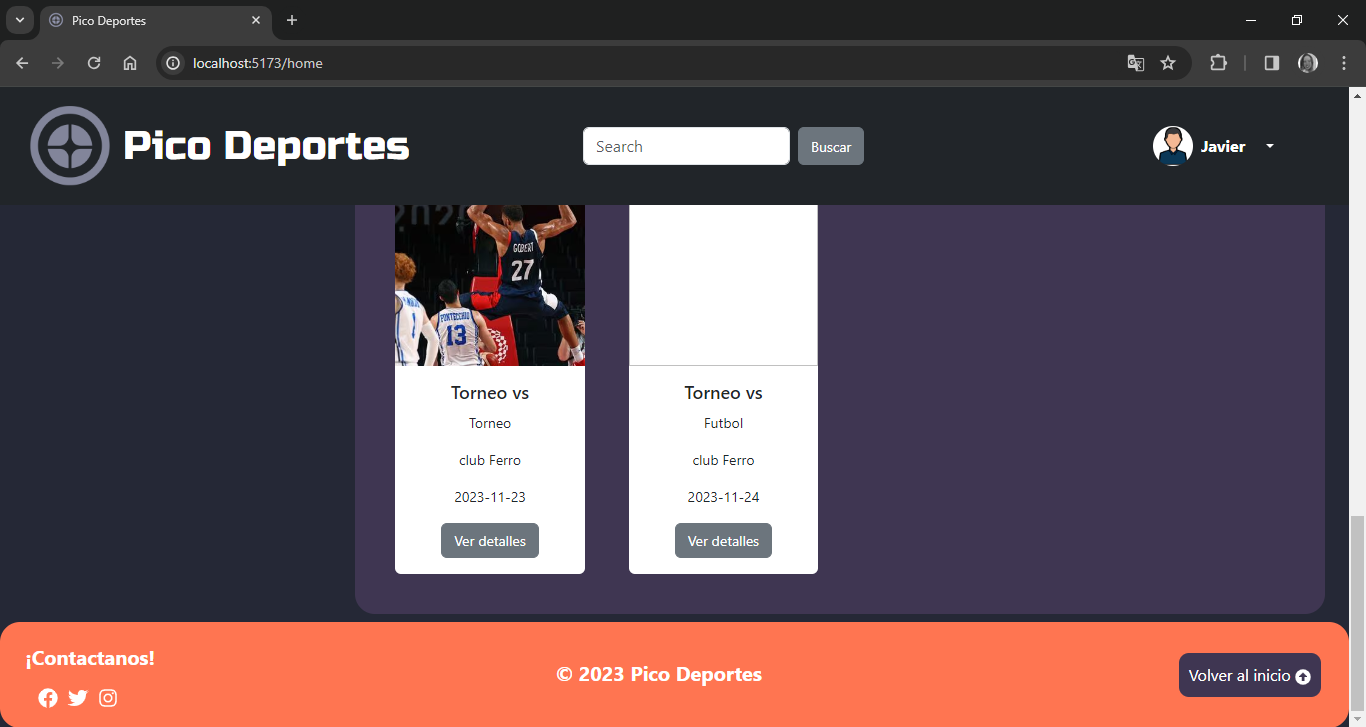 Pico Deportes
localhost:5173/home
Pico Deportes
Search
Buscar
Javier
GOBERT
27
1
PONTECCHIO
13
Torneo vs
Torneo
club Ferro
2023-11-23
Ver detalles
Torneo vs
Futbol
club Ferro
2023-11-24
Ver detalles
¡Contactanos!
© 2023 Pico Deportes
Volver al inicio